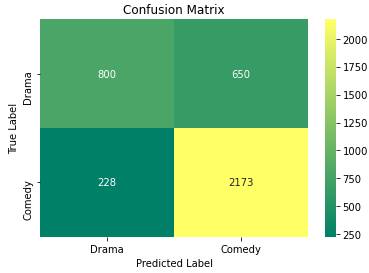 Confusion Matrix
True Label
Drama
Comedy
800
650
228
2173
Drama
Comedy
Predicted Label
2000
1750
1500
1250
1000
750
500
250